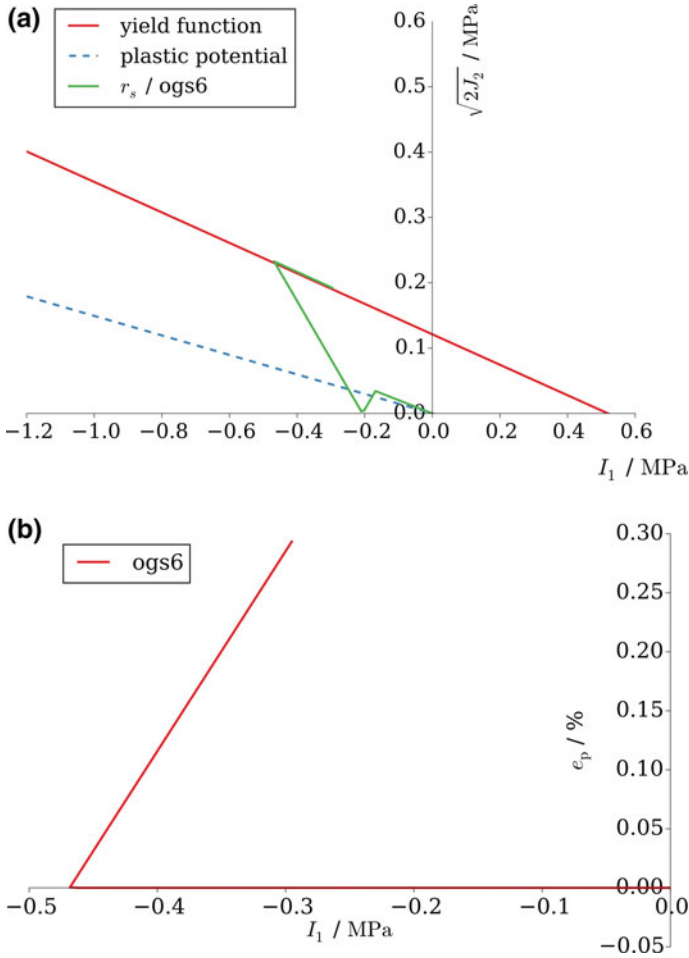 (a)
yield function
plastic potential
r_s / ogs6
0.6
0.5
0.4
0.3
0.2
0.1
0.0
√2J₂ / MPa
−1.2 −1.0 −0.8 −0.6 −0.4 −0.2 0.0 0.2 0.4 0.6
I₁ / MPa
(b)
ogs6
0.30
0.25
0.20
0.15
0.10
0.05
0.00
−0.05
e_p / %
−0.5 −0.4 −0.3 −0.2 −0.1 0.0
I₁ / MPa